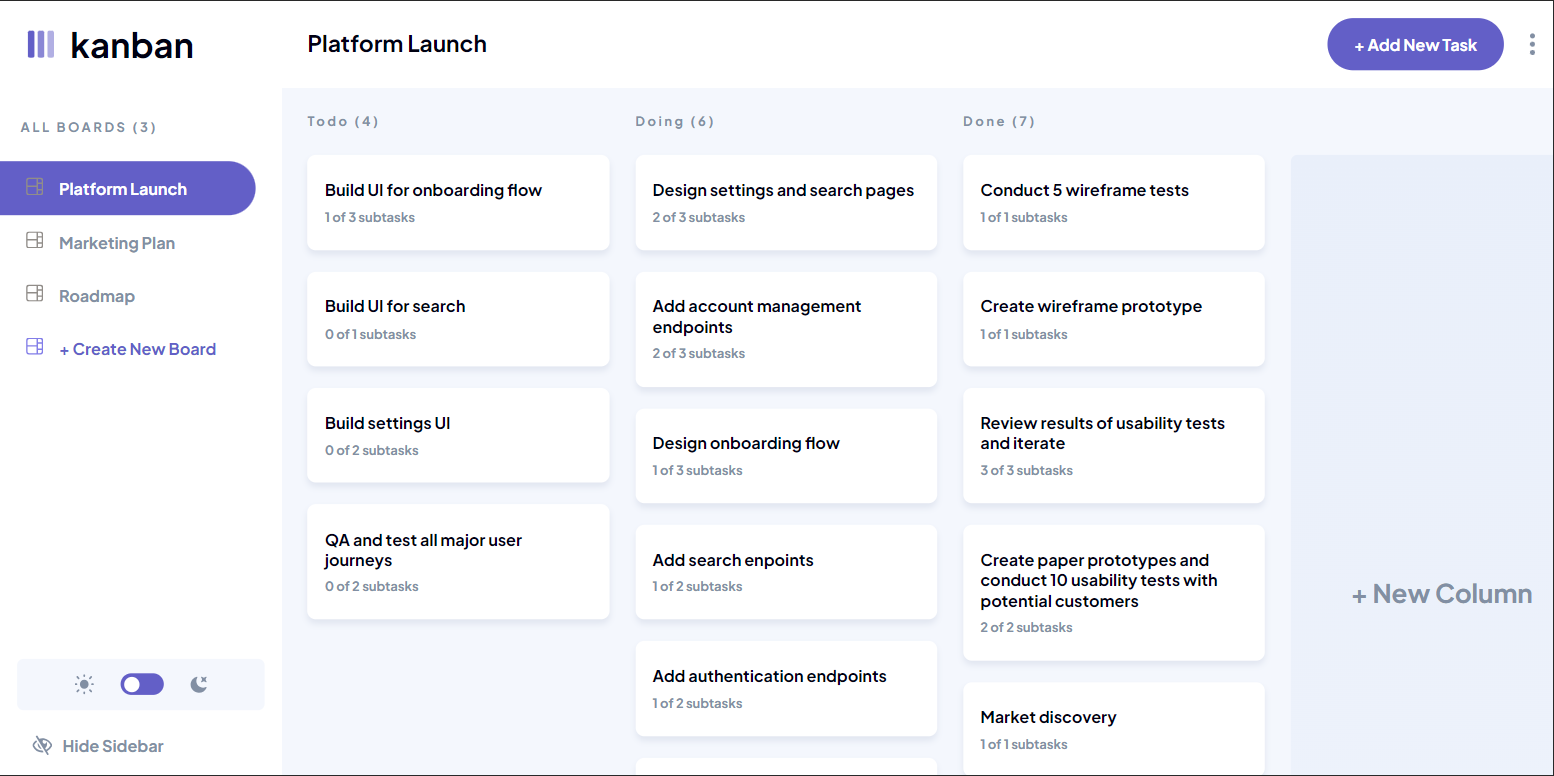 kanban
Platform Launch
+ Add New Task
ALL BOARDS (3)
Platform Launch
Marketing Plan
Roadmap
+ Create New Board
Hide Sidebar
Todo (4)
Build UI for onboarding flow
1 of 3 subtasks
Build UI for search
0 of 1 subtasks
Build settings UI
0 of 2 subtasks
QA and test all major user
journeys
0 of 2 subtasks
Doing (6)
Design settings and search pages
2 of 3 subtasks
Add account management
endpoints
2 of 3 subtasks
Design onboarding flow
1 of 3 subtasks
Add search enpoints
1 of 2 subtasks
Add authentication endpoints
1 of 2 subtasks
Done (7)
Conduct 5 wireframe tests
1 of 1 subtasks
Create wireframe prototype
1 of 1 subtasks
Review results of usability tests
and iterate
3 of 3 subtasks
Create paper prototypes and
conduct 10 usability tests with
potential customers
2 of 2 subtasks
Market discovery
1 of 1 subtasks
+ New Column